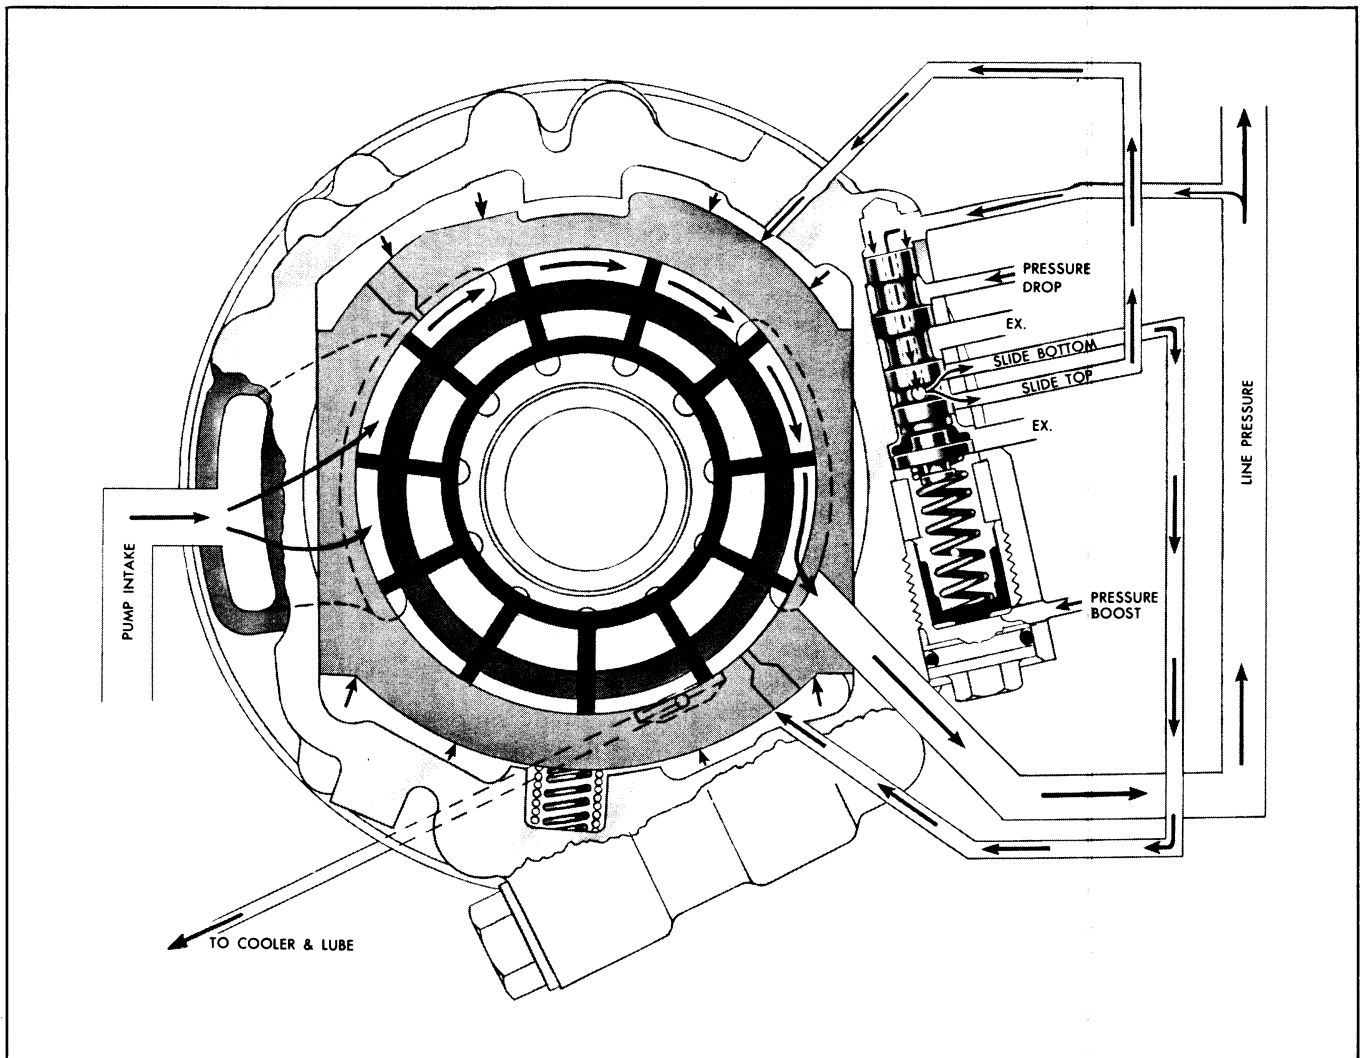 PRESSURE
DROP
EX.
SLIDE BOTTOM
SLIDE TOP
EX.
LINE PRESSURE
PUMP INTAKE
PRESSURE
BOOST
TO COOLER & LUBE